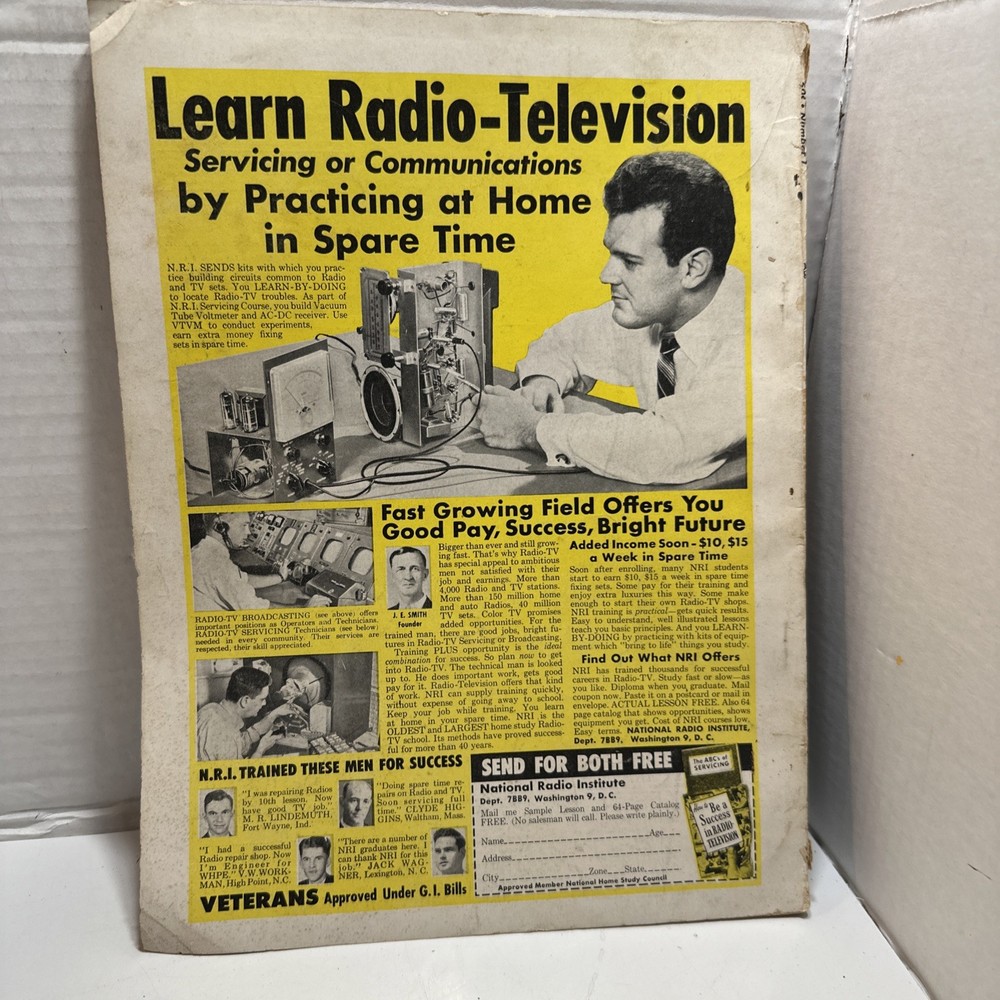 Learn Radio-Television
Servicing or Communications
by Practicing at Home
in Spare Time
N.R.I. SENDS kits with which you prac-
tice building circuits common to Radio
and TV sets. You LEARN-BY-DOING
to locate Radio-TV troubles. As part of
N.R.I. Servicing Course, you build Vacuum
Tube Voltmeter and AC-DC receiver. Use
VTVM to conduct experiments,
earn extra money fixing
sets in spare time.
Fast Growing Field Offers You
Good Pay, Success, Bright Future
RADIO-TV BROADCASTING (see above) offers
important positions as Operators and Technicians.
RADIO-TV SERVICING Technicians (see below)
needed in every community. Their services are
respected, their skill appreciated.
J. E. SMITH
Founder
Bigger than ever and still grow-
ing fast. That's why Radio-TV
has special appeal to ambitious
men not satisfied with their
job and earnings. More than
4,000 Radio and TV stations.
More than 150 million home
and auto Radios, 40 million
TV sets. Color TV promises
added opportunities. For the
trained man, there are good jobs, bright fu-
tures in Radio-TV Servicing or Broadcasting.
Training PLUS opportunity is the ideal
combination for success. So plan now to get
into Radio-TV. The technical man is looked
up to. He does important work, gets good
pay for it. Radio-Television offers that kind
of work. NRI can supply training quickly,
without expense of going away to school.
Keep your job while training. You learn
at home in your spare time. NRI is the
OLDEST and LARGEST home study Radio-
TV school. Its methods have proved success-
ful for more than 40 years.
Added Income Soon - $10, $15
a Week in Spare Time
Soon after enrolling, many NRI students
start to earn $10, $15 a week in spare time
fixing sets. Some pay for their training and
enjoy extra luxuries this way. Some make
enough to start their own Radio-TV shops.
NRI training is practical—gets quick results.
Easy to understand, well illustrated lessons
teach you basic principles. And you LEARN-
BY-DOING by practicing with kits of equip-
ment which "bring to life" things you study.
Find Out What NRI Offers
NRI has trained thousands for successful
careers in Radio-TV. Study fast or slow—as
you like. Diploma when you graduate. Mail
coupon now. Paste it on a postcard or mail in
envelope. ACTUAL LESSON FREE. Also 64
page catalog that shows opportunities, shows
equipment you get. Cost of NRI courses low.
Easy terms. NATIONAL RADIO INSTITUTE,
Dept. 7BB9, Washington 9, D. C.
N.R.I. TRAINED THESE MEN FOR SUCCESS
"I was repairing Radios
by 10th lesson. Now
have good TV job."
M. R. LINDEMUTH,
Fort Wayne, Ind.
"Doing spare time re-
pairs on Radio and TV.
Soon servicing full
time." CLYDE HIG-
GINS, Waltham, Mass.
"I had a successful
Radio repair shop. Now
I'm Engineer for
WHPE." V. W. WORK-
MAN, High Point, N.C.
"There are a number of
NRI graduates here. I
can thank NRI for this
job." JACK WAG-
NER, Lexington, N. C.
VETERANS Approved Under G.I. Bills
SEND FOR BOTH FREE
National Radio Institute
Dept. 7BB9, Washington 9, D. C.
Mail me Sample Lesson and 64-Page Catalog
FREE. (No salesman will call. Please write plainly.)
Name Age
Address
City Zone State
Approved Member National Home Study Council
The ABC's of
SERVICING
How to Be a
Success
in RADIO-
TELEVISION